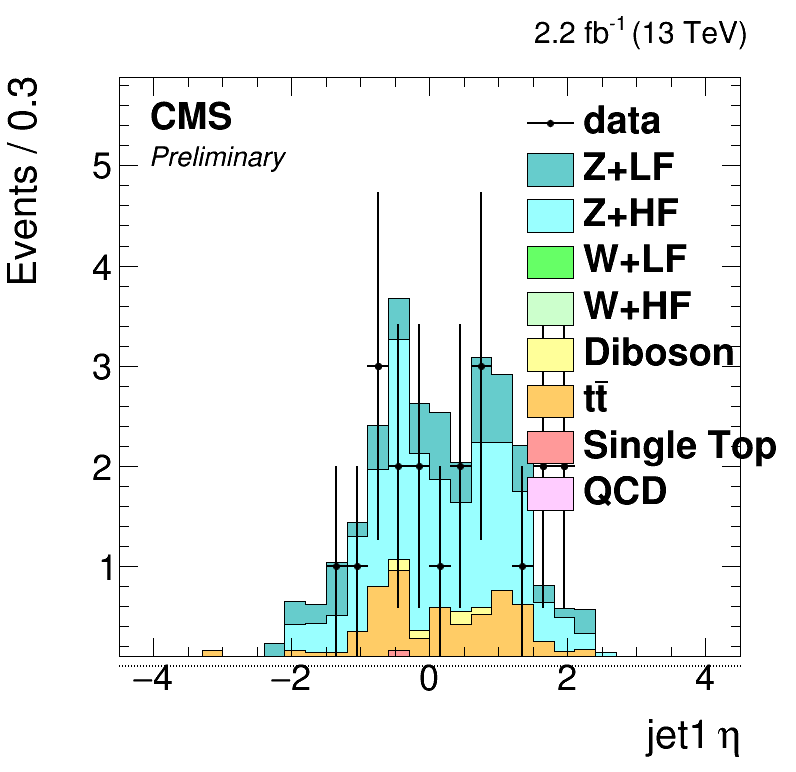 2.2 fb⁻¹ (13 TeV)
Events / 0.3
CMS
Preliminary
data
Z+LF
Z+HF
W+LF
W+HF
Diboson
tt̄
Single Top
QCD
5
4
3
2
1
−4 −2 0 2 4
jet1 η